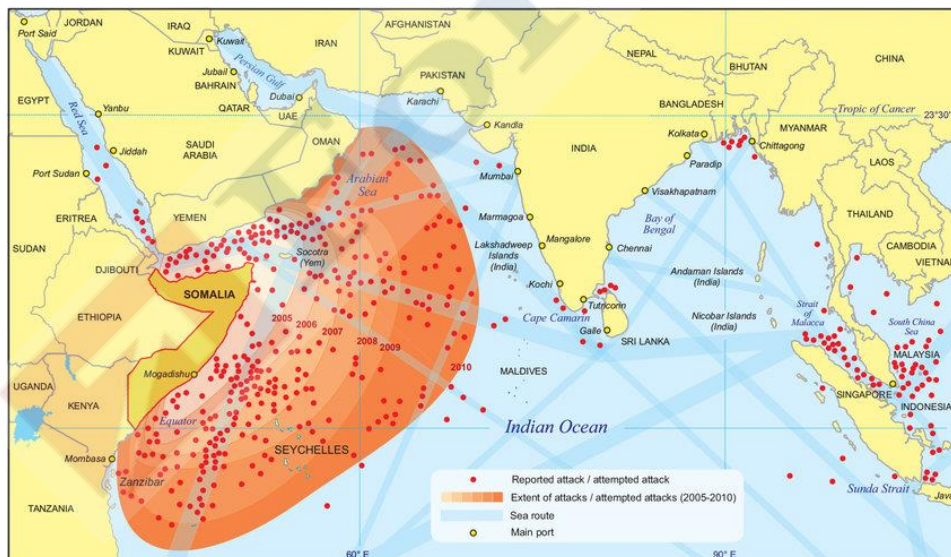 JORDAN
IRAQ
AFGHANISTAN
Port Said
KUWAIT
Kuwait
IRAN
NEPAL
BHUTAN
CHINA
Jubail
BAHRAIN
Persian Gulf
PAKISTAN
EGYPT
QATAR
Dubai
UAE
Karachi
BANGLADESH
Tropic of Cancer
23°30'
Red Sea
Yanbu
OMAN
Kandla
INDIA
Kolkata
MYANMAR
SAUDI
ARABIA
Jiddah
Chittagong
LAOS
Port Sudan
Arabian
Sea
Mumbai
Paradip
Visakhapatnam
THAILAND
ERITREA
YEMEN
Marmagoa
Bay of
Bengal
SUDAN
Socotra
(Yem)
Lakshadweep
Islands
(India)
Mangalore
Chennai
Andaman Islands
(India)
CAMBODIA
VIETNAM
DJIBOUTI
SOMALIA
Kochi
Tuticorin
Nicobar Islands
(India)
Strait
of
Malacca
South China
Sea
ETHIOPIA
2005
2006
2007
2008
2009
2010
Cape Camarin
Galle
SRI LANKA
MALAYSIA
Mogadishu
MALDIVES
SINGAPORE
UGANDA
KENYA
Equator
Indian Ocean
INDONESIA
SEYCHELLES
Mombasa
Zanzibar
TANZANIA
Reported attack / attempted attack
Extent of attacks / attempted attacks (2005-2010)
Sea route
Main port
Sunda Strait
60° E
90° E